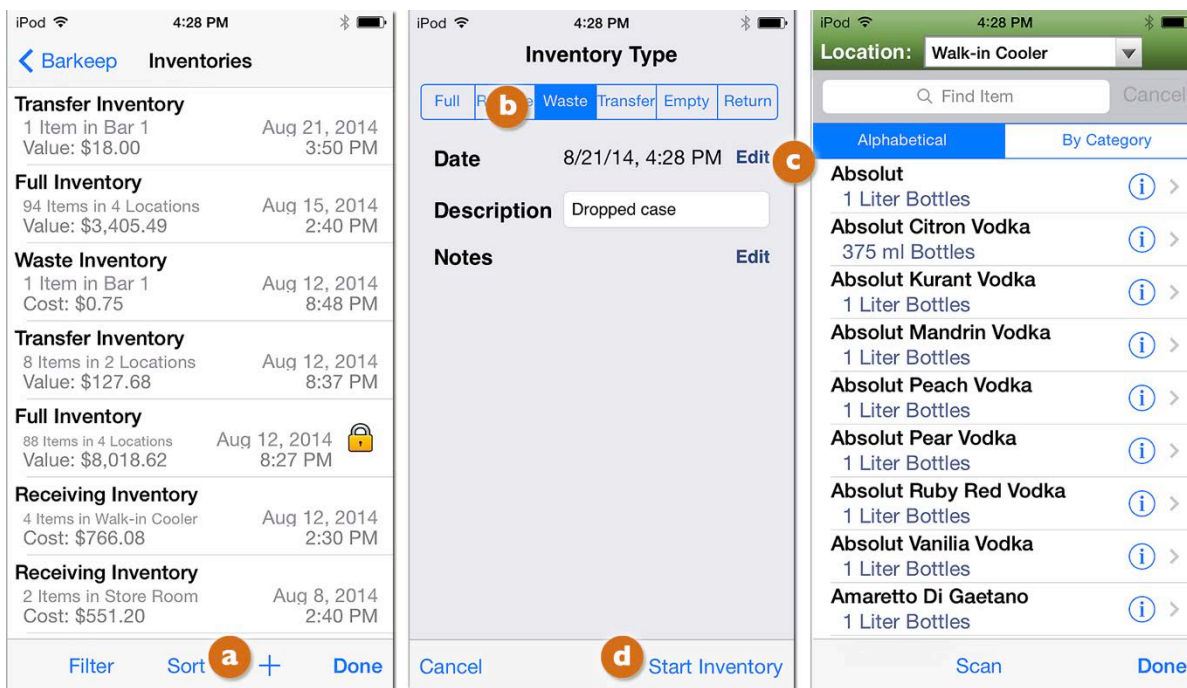 iPod 4:28 PM
Barkeep Inventories
Transfer Inventory
1 Item in Bar 1 Aug 21, 2014
Value: $18.00 3:50 PM
Full Inventory
94 Items in 4 Locations Aug 15, 2014
Value: $3,405.49 2:40 PM
Waste Inventory
1 Item in Bar 1 Aug 12, 2014
Cost: $0.75 8:48 PM
Transfer Inventory
8 Items in 2 Locations Aug 12, 2014
Value: $127.68 8:37 PM
Full Inventory
88 Items in 4 Locations Aug 12, 2014
Value: $8,018.62 8:27 PM
Receiving Inventory
4 Items in Walk-in Cooler Aug 12, 2014
Cost: $766.08 2:30 PM
Receiving Inventory
2 Items in Store Room Aug 8, 2014
Cost: $551.20 2:40 PM
Filter Sort a + Done
iPod 4:28 PM
Inventory Type
Full b Waste Transfer Empty Return
Date 8/21/14, 4:28 PM Edit c
Description Dropped case
Notes Edit
Cancel d Start Inventory
iPod 4:28 PM
Location: Walk-in Cooler
Find Item Cancel
Alphabetical By Category
Absolut
1 Liter Bottles
Absolut Citron Vodka
375 ml Bottles
Absolut Kurant Vodka
1 Liter Bottles
Absolut Mandrin Vodka
1 Liter Bottles
Absolut Peach Vodka
1 Liter Bottles
Absolut Pear Vodka
1 Liter Bottles
Absolut Ruby Red Vodka
1 Liter Bottles
Absolut Vanilia Vodka
1 Liter Bottles
Amaretto Di Gaetano
1 Liter Bottles
Scan Done